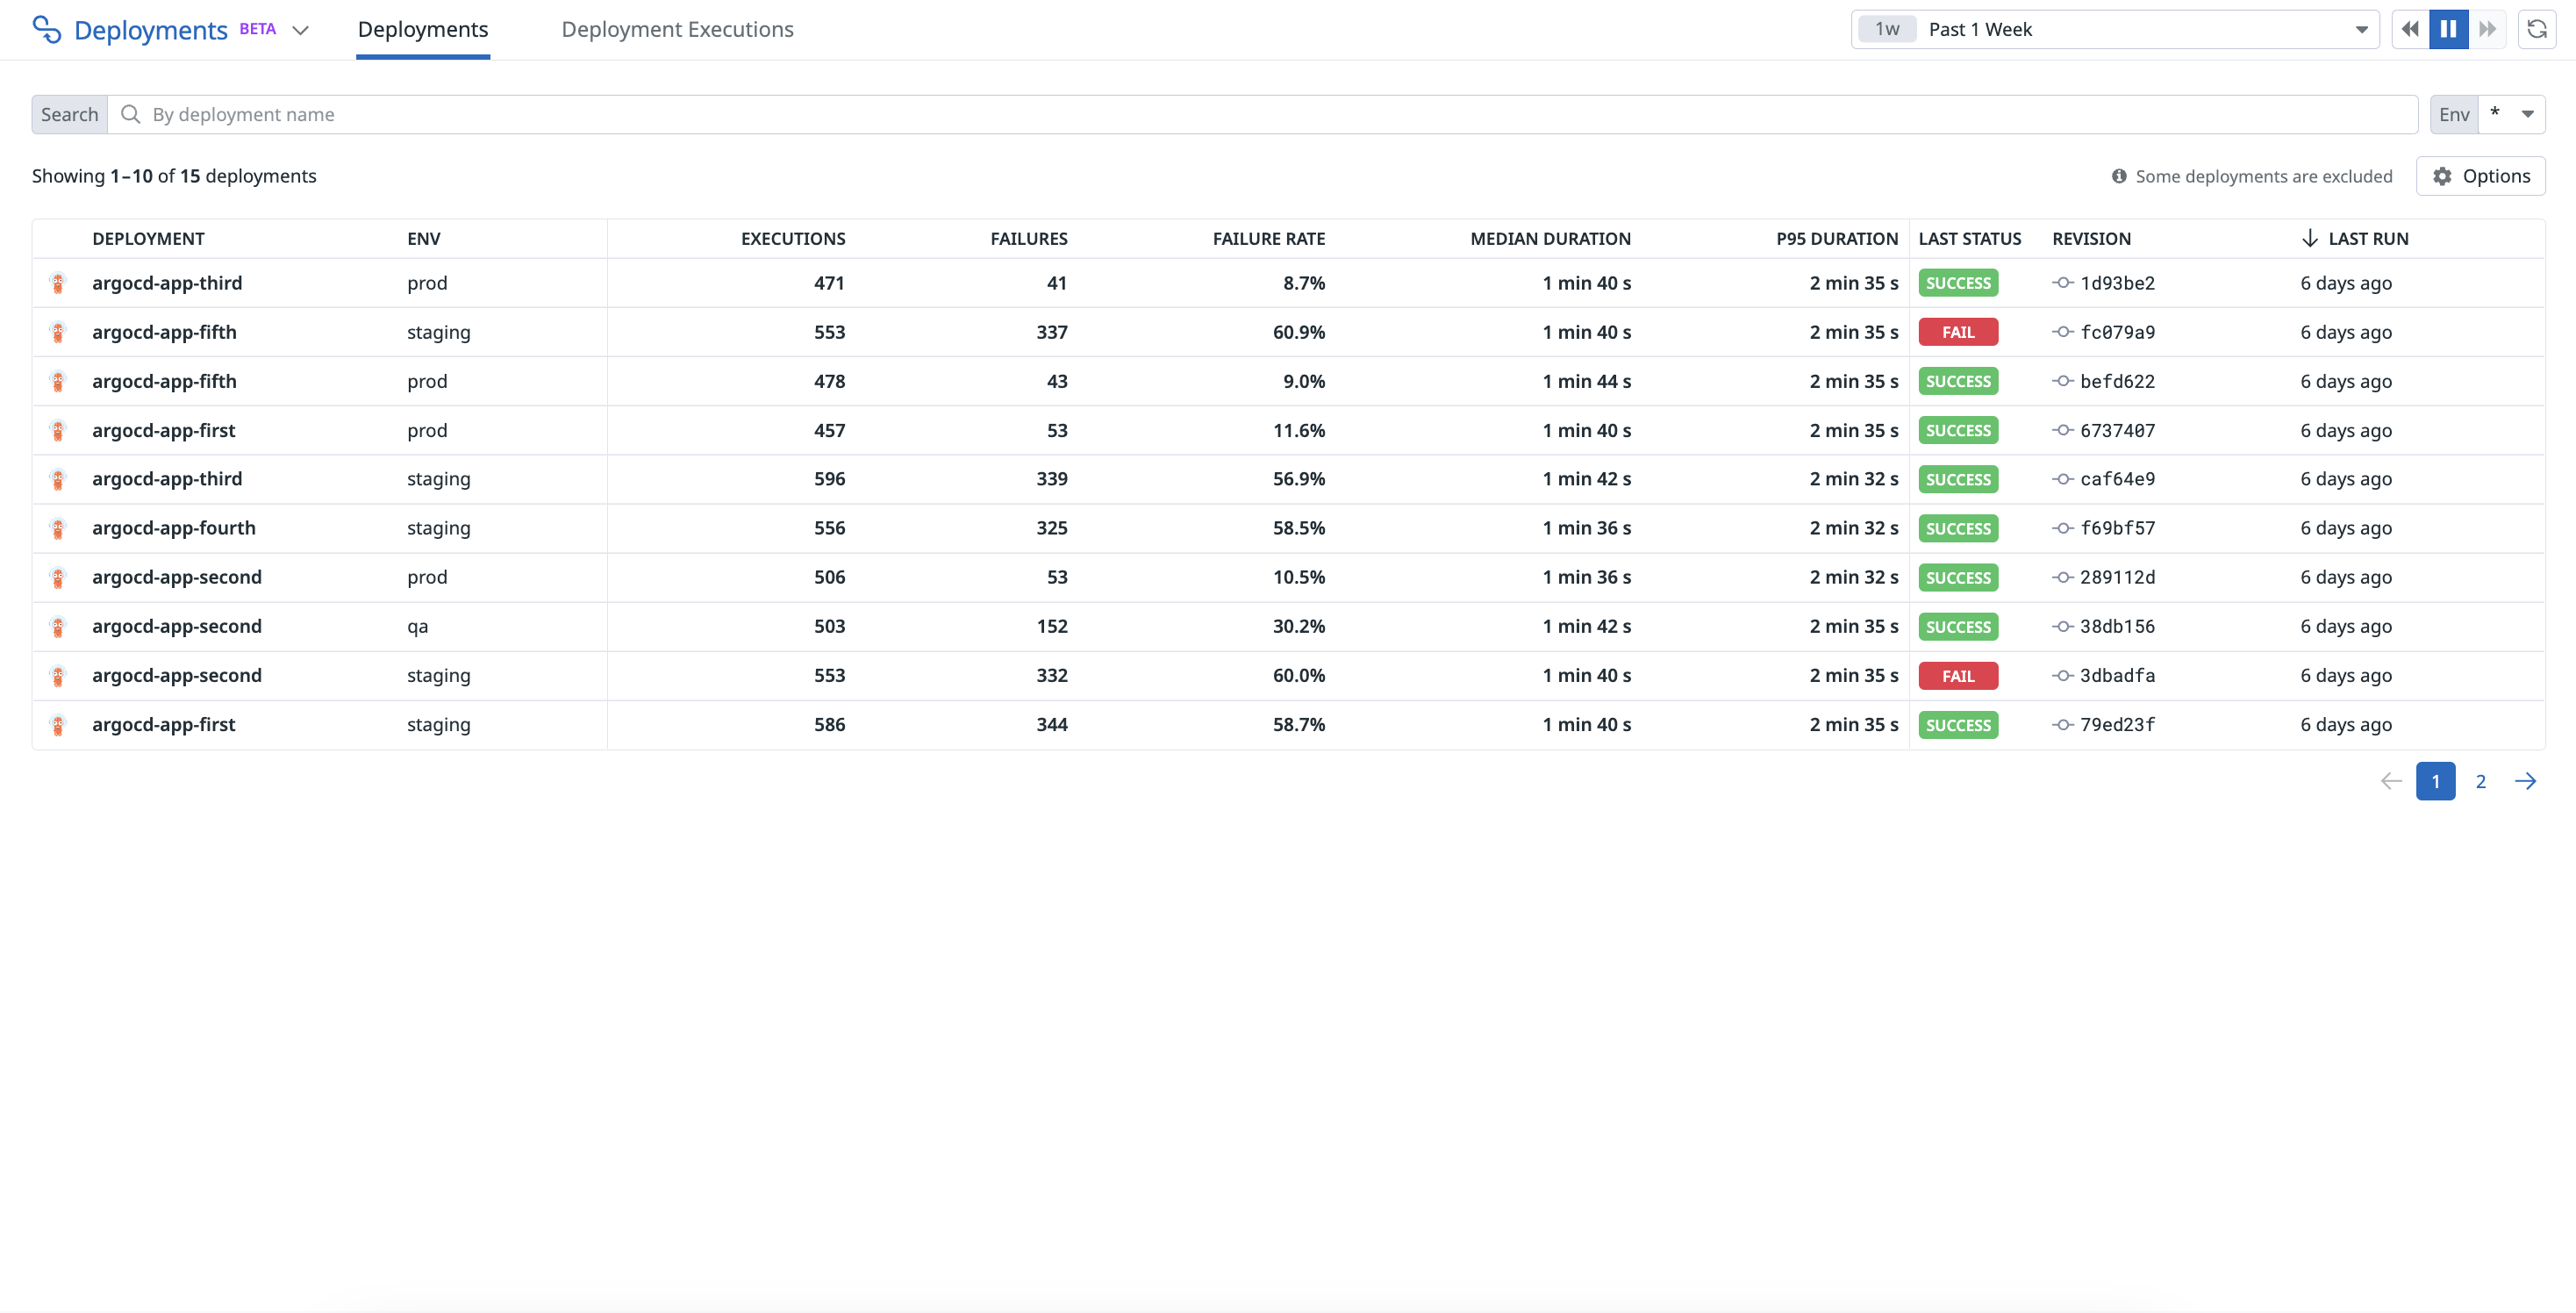 Deployments BETA Deployments Deployment Executions 1w Past 1 Week
Search By deployment name Env *
Showing 1–10 of 15 deployments Some deployments are excluded Options
DEPLOYMENT ENV EXECUTIONS FAILURES FAILURE RATE MEDIAN DURATION P95 DURATION LAST STATUS REVISION LAST RUN
argocd-app-third prod 471 41 8.7% 1 min 40 s 2 min 35 s SUCCESS 1d93be2 6 days ago
argocd-app-fifth staging 553 337 60.9% 1 min 40 s 2 min 35 s FAIL fc079a9 6 days ago
argocd-app-fifth prod 478 43 9.0% 1 min 44 s 2 min 35 s SUCCESS befd622 6 days ago
argocd-app-first prod 457 53 11.6% 1 min 40 s 2 min 35 s SUCCESS 6737407 6 days ago
argocd-app-third staging 596 339 56.9% 1 min 42 s 2 min 32 s SUCCESS caf64e9 6 days ago
argocd-app-fourth staging 556 325 58.5% 1 min 36 s 2 min 32 s SUCCESS f69bf57 6 days ago
argocd-app-second prod 506 53 10.5% 1 min 36 s 2 min 32 s SUCCESS 289112d 6 days ago
argocd-app-second qa 503 152 30.2% 1 min 42 s 2 min 35 s SUCCESS 38db156 6 days ago
argocd-app-second staging 553 332 60.0% 1 min 40 s 2 min 35 s FAIL 3dbadfa 6 days ago
argocd-app-first staging 586 344 58.7% 1 min 40 s 2 min 35 s SUCCESS 79ed23f 6 days ago
1 2